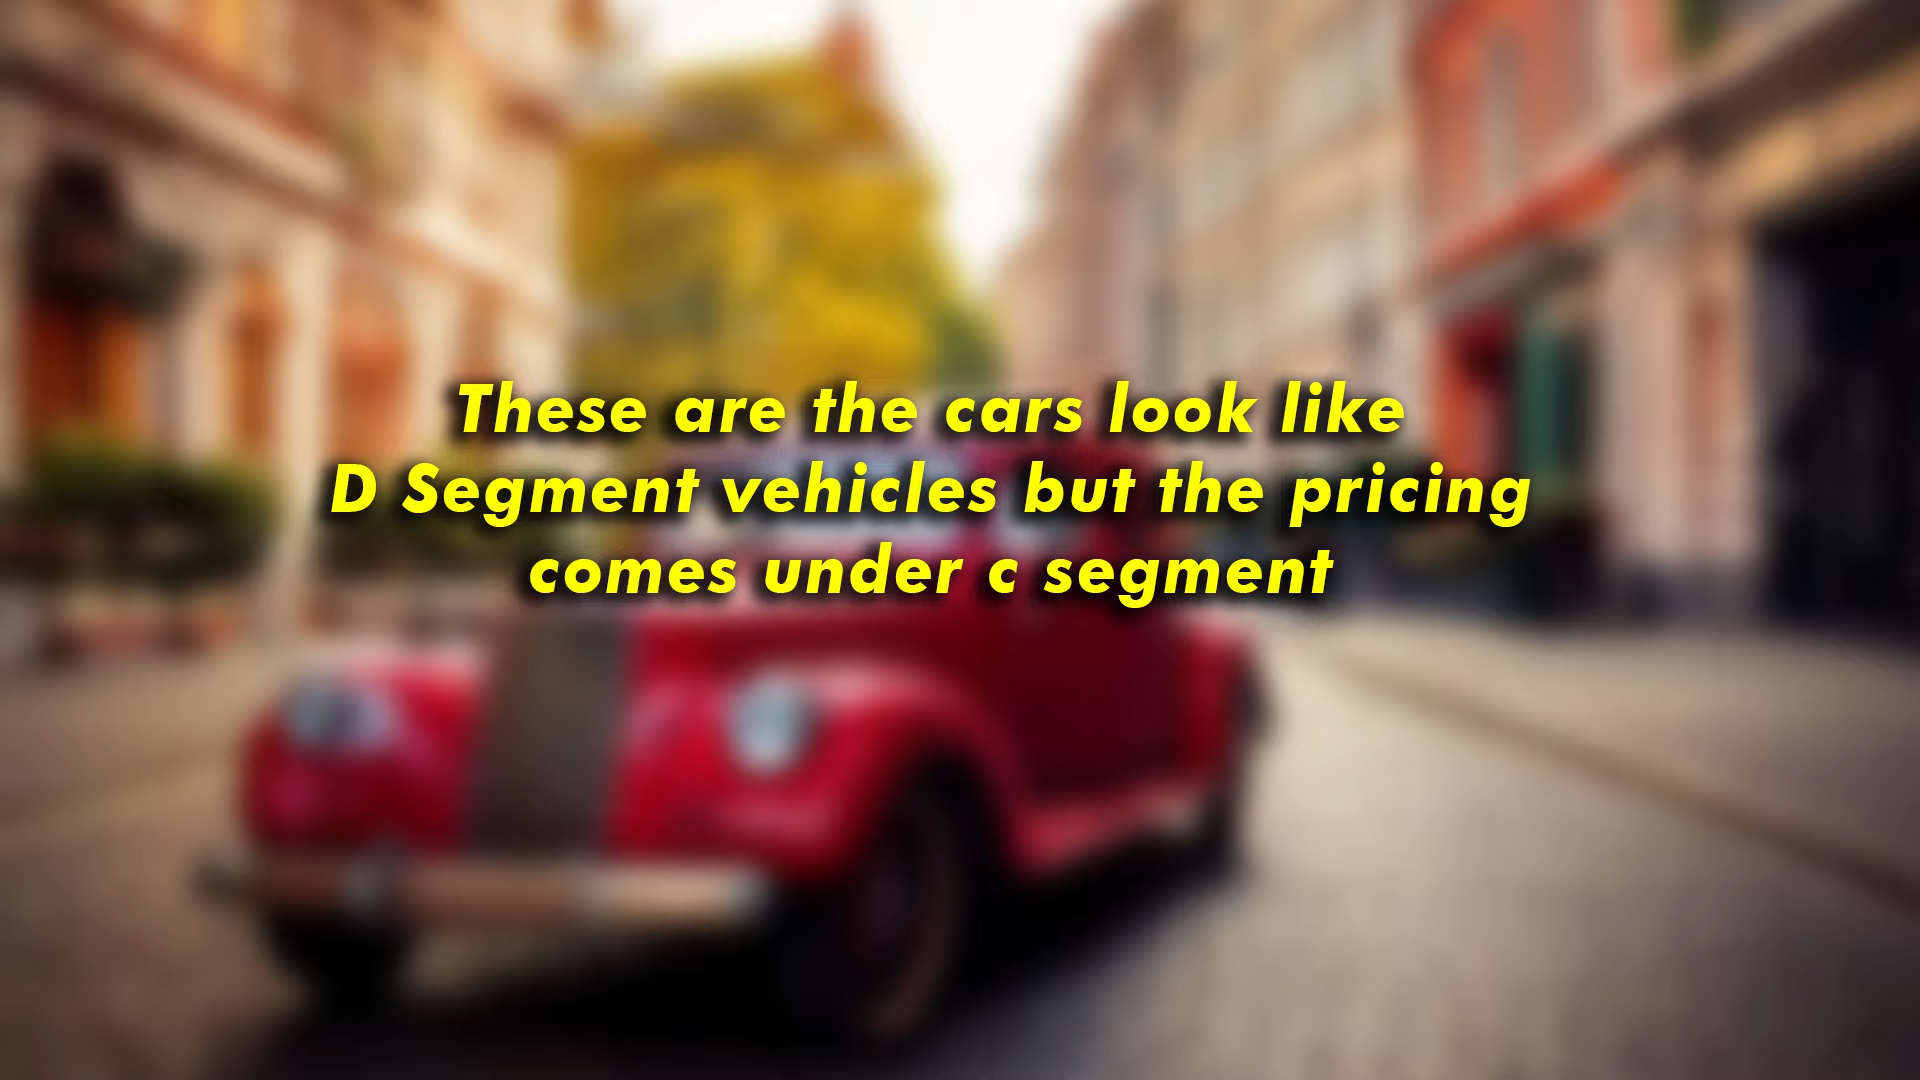 These are the cars look like
D Segment vehicles but the pricing
comes under c segment